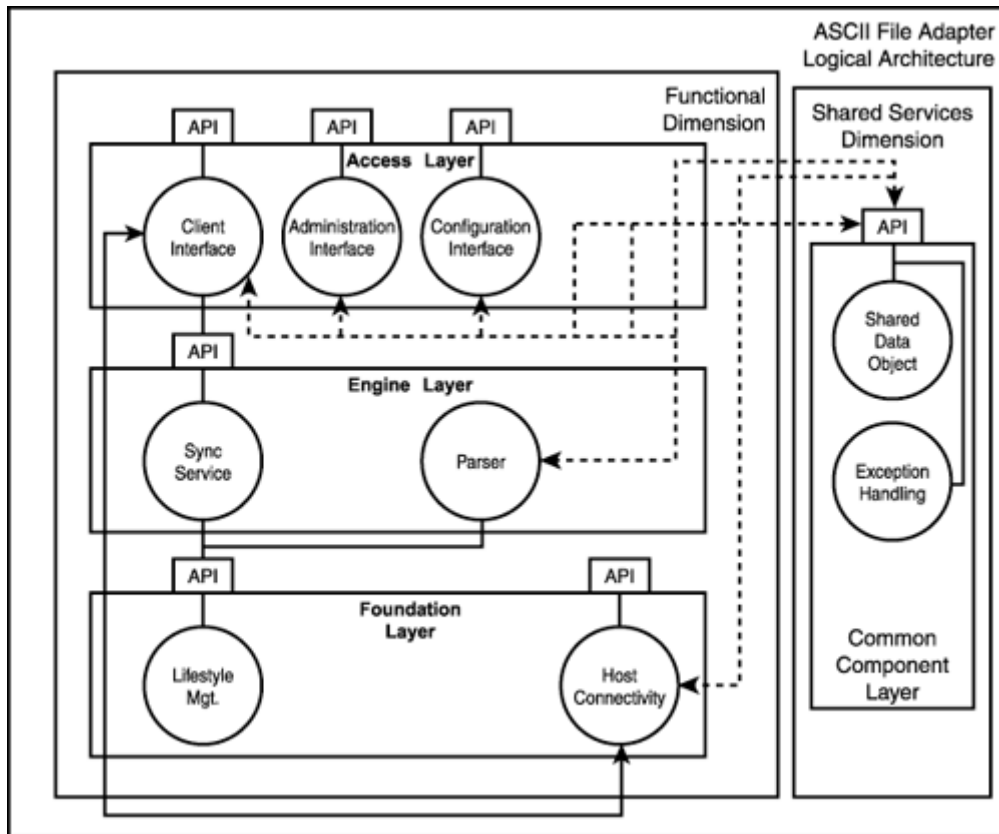 ASCII File Adapter
Logical Architecture
Functional
Dimension
Shared Services
Dimension
API
API
API
Access Layer
Client
Interface
Administration
Interface
Configuration
Interface
API
Shared
Data
Object
Exception
Handling
Common
Component
Layer
API
Engine Layer
Sync
Service
Parser
API
API
Foundation
Layer
Lifestyle
Mgt.
Host
Connectivity